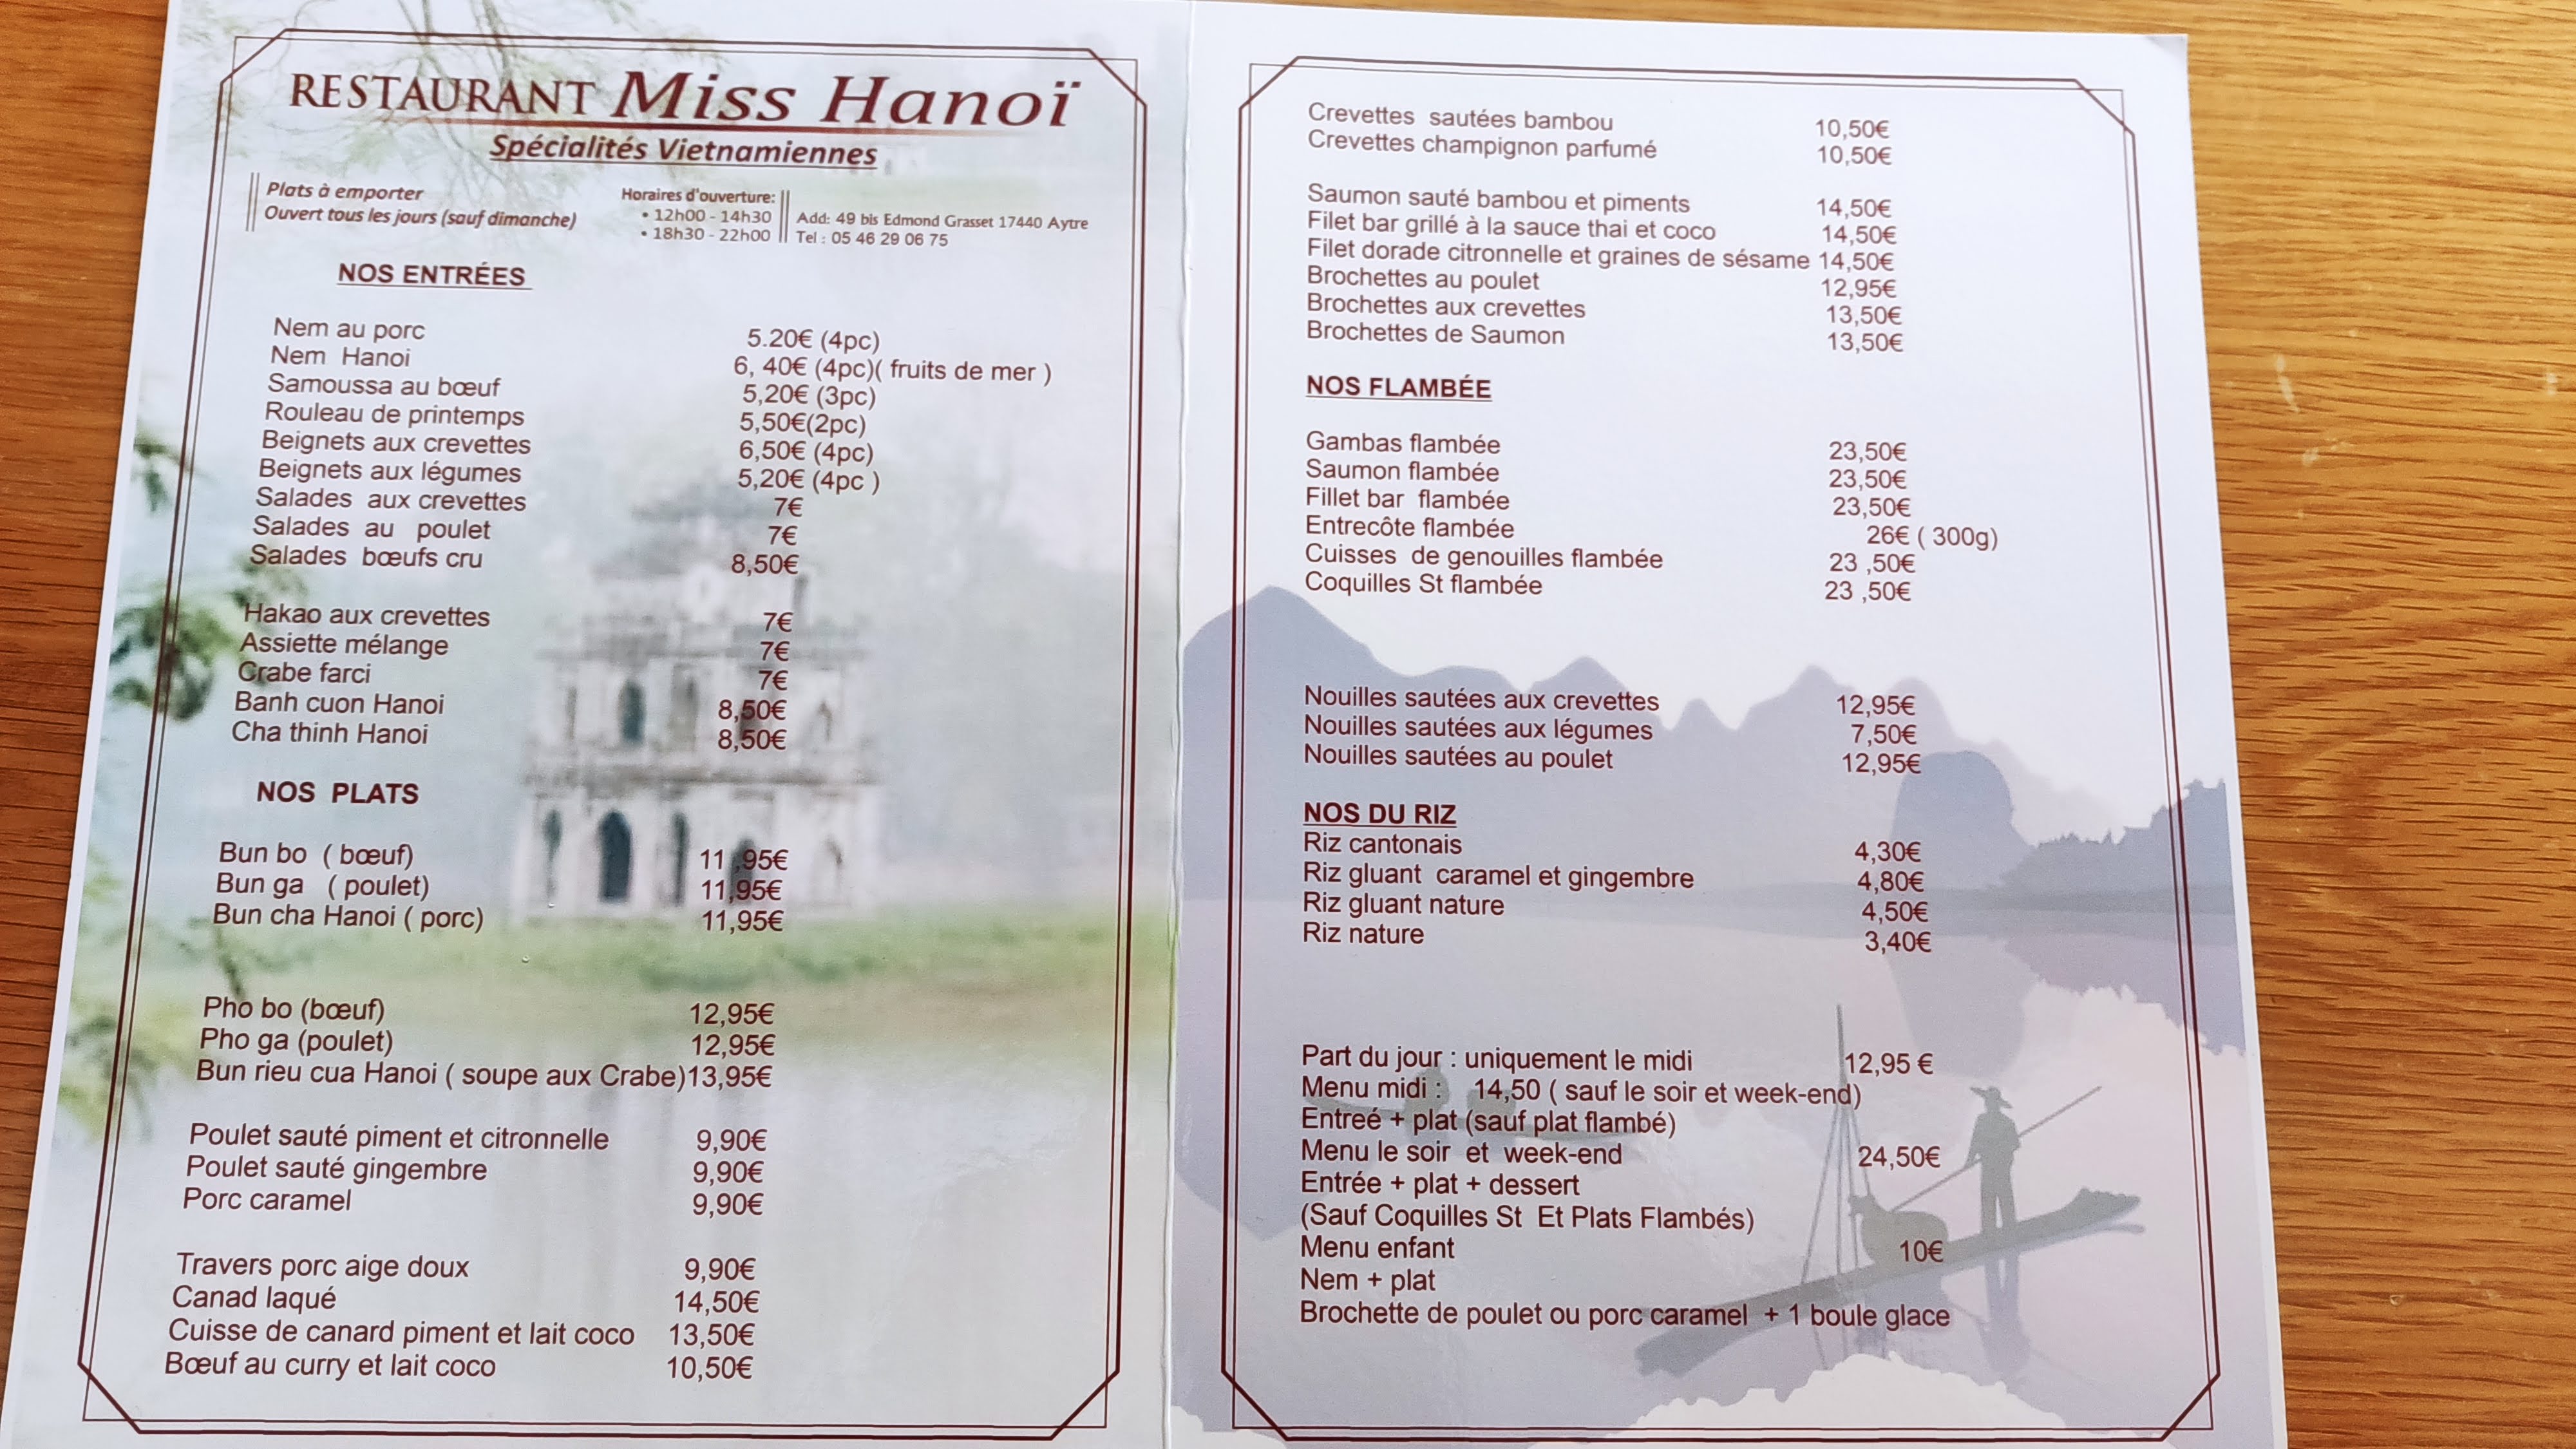 RESTAURANT Miss Hanoï
Spécialités Vietnamiennes
Plats à emporter
Ouvert tous les jours (sauf dimanche)
Horaires d'ouverture:
• 12h00 - 14h30
• 18h30 - 22h00
Add: 49 bis Edmond Grasset 17440 Aytre
Tel : 05 46 29 06 75
NOS ENTRÉES
Nem au porc 5.20€ (4pc)
Nem Hanoi 6, 40€ (4pc)( fruits de mer )
Samoussa au bœuf 5,20€ (3pc)
Rouleau de printemps 5,50€(2pc)
Beignets aux crevettes 6,50€ (4pc)
Beignets aux légumes 5,20€ (4pc )
Salades aux crevettes 7€
Salades au poulet 7€
Salades bœufs cru 8,50€
Hakao aux crevettes 7€
Assiette mélange 7€
Crabe farci 7€
Banh cuon Hanoi 8,50€
Cha thinh Hanoi 8,50€
NOS PLATS
Bun bo ( bœuf) 11 ,95€
Bun ga ( poulet) 11,95€
Bun cha Hanoi ( porc) 11,95€
Pho bo (bœuf) 12,95€
Pho ga (poulet) 12,95€
Bun rieu cua Hanoi ( soupe aux Crabe)13,95€
Poulet sauté piment et citronnelle 9,90€
Poulet sauté gingembre 9,90€
Porc caramel 9,90€
Travers porc aige doux 9,90€
Canad laqué 14,50€
Cuisse de canard piment et lait coco 13,50€
Bœuf au curry et lait coco 10,50€
Crevettes sautées bambou 10,50€
Crevettes champignon parfumé 10,50€
Saumon sauté bambou et piments 14,50€
Filet bar grillé à la sauce thai et coco 14,50€
Filet dorade citronnelle et graines de sésame 14,50€
Brochettes au poulet 12,95€
Brochettes aux crevettes 13,50€
Brochettes de Saumon 13,50€
NOS FLAMBÉE
Gambas flambée 23,50€
Saumon flambée 23,50€
Fillet bar flambée 23,50€
Entrecôte flambée 26€ ( 300g)
Cuisses de genouilles flambée 23 ,50€
Coquilles St flambée 23 ,50€
Nouilles sautées aux crevettes 12,95€
Nouilles sautées aux légumes 7,50€
Nouilles sautées au poulet 12,95€
NOS DU RIZ
Riz cantonais 4,30€
Riz gluant caramel et gingembre 4,80€
Riz gluant nature 4,50€
Riz nature 3,40€
Part du jour : uniquement le midi 12,95 €
Menu midi : 14,50 ( sauf le soir et week-end)
Entreé + plat (sauf plat flambé)
Menu le soir et week-end 24,50€
Entrée + plat + dessert
(Sauf Coquilles St Et Plats Flambés)
Menu enfant 10€
Nem + plat
Brochette de poulet ou porc caramel + 1 boule glace